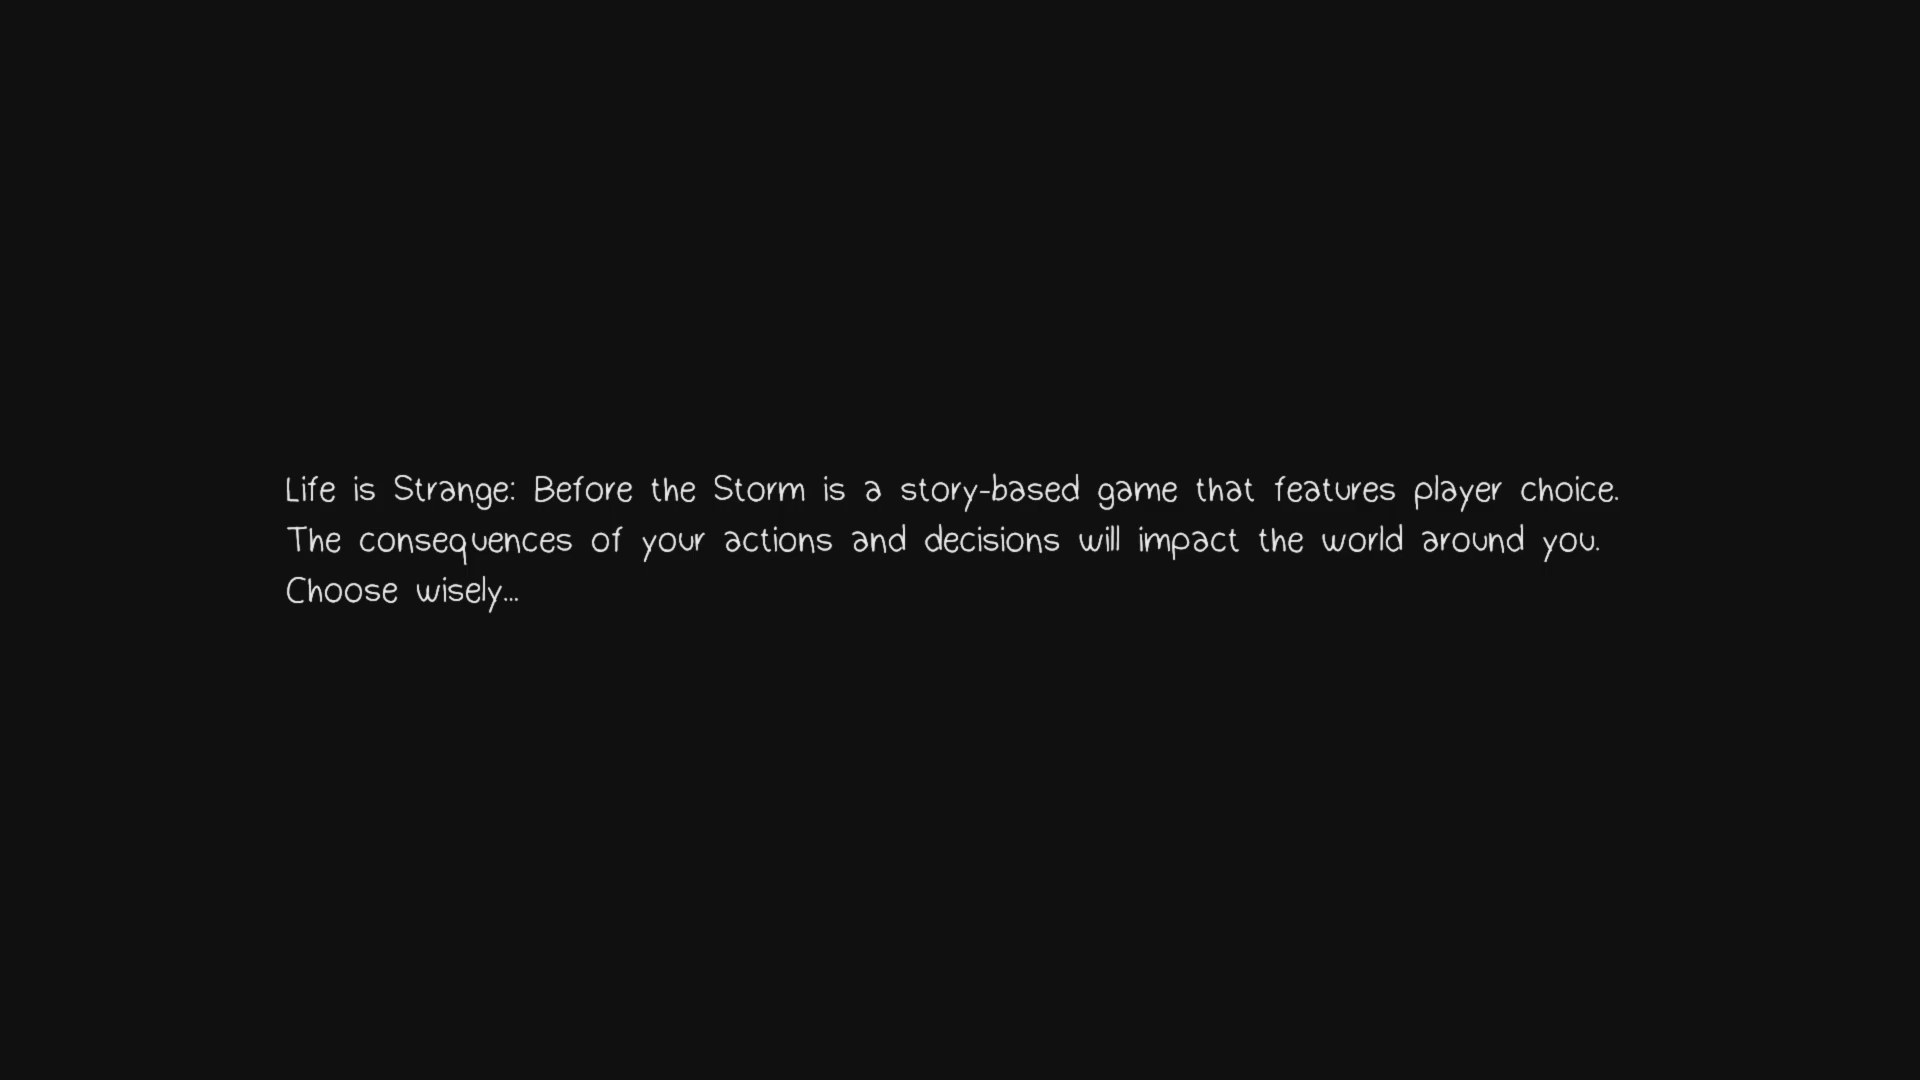 Life is Strange: Before the Storm is a story-based game that features player choice.
The consequences of your actions and decisions will impact the world around you.
Choose wisely...